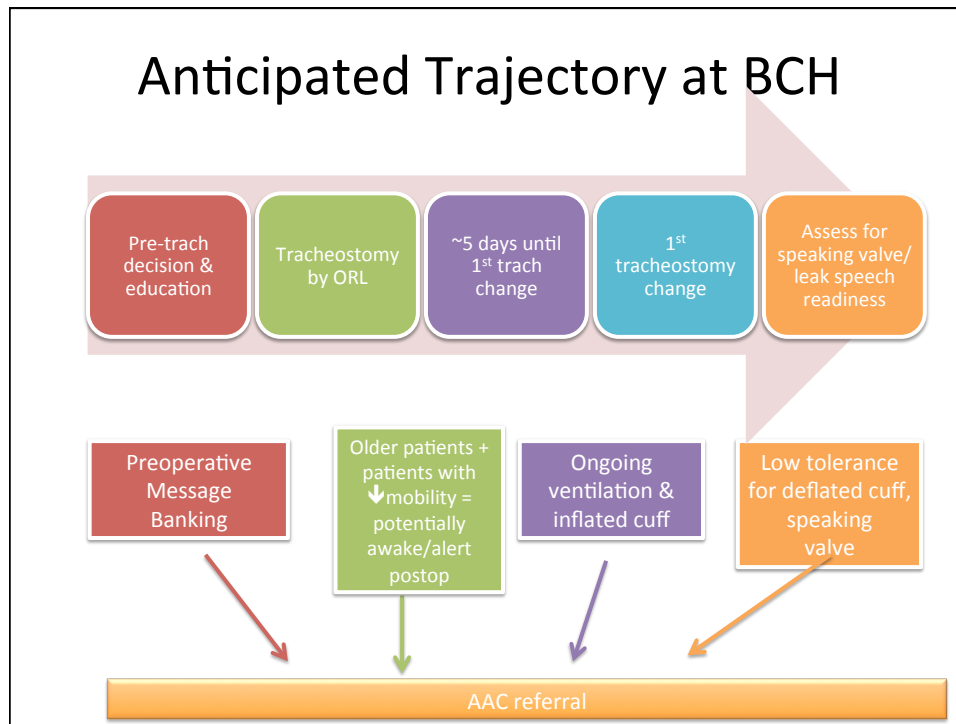 Anticipated Trajectory at BCH
Pre-trach
decision &
education
Tracheostomy
by ORL
~5 days until
1st trach
change
1st
tracheostomy
change
Assess for
speaking valve/
leak speech
readiness
Preoperative
Message
Banking
Older patients +
patients with
↓mobility =
potentially
awake/alert
postop
Ongoing
ventilation &
inflated cuff
Low tolerance
for deflated cuff,
speaking
valve
AAC referral